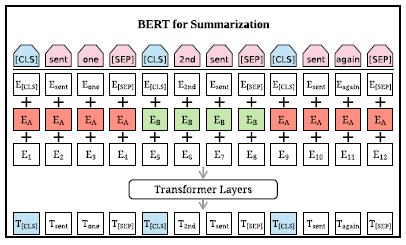 BERT for Summarization
[CLS] sent one [SEP] [CLS] 2nd sent [SEP] [CLS] sent again [SEP]
E[CLS] Esent Eone E[SEP] E[CLS] E2nd Esent E[SEP] E[CLS] Esent Eagain E[SEP]
+ + + + + + + + + + + +
EA EA EA EA EB EB EB EB EA EA EA EA
+ + + + + + + + + + + +
E1 E2 E3 E4 E5 E6 E7 E8 E9 E10 E11 E12
Transformer Layers
T[CLS] Tsent Tone T[SEP] T[CLS] T2nd Tsent T[SEP] T[CLS] Tsent Tagain T[SEP]